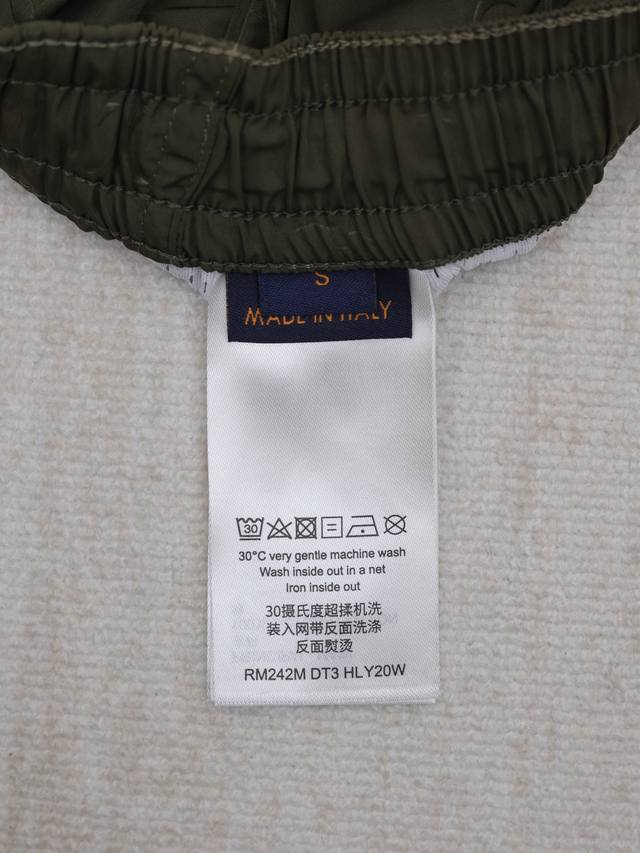 S
MADE IN ITALY
30
30°C very gentle machine wash
Wash inside out in a net
Iron inside out
30摄氏度超揉机洗
装入网带反面洗涤
反面熨烫
RM242M DT3 HLY20W